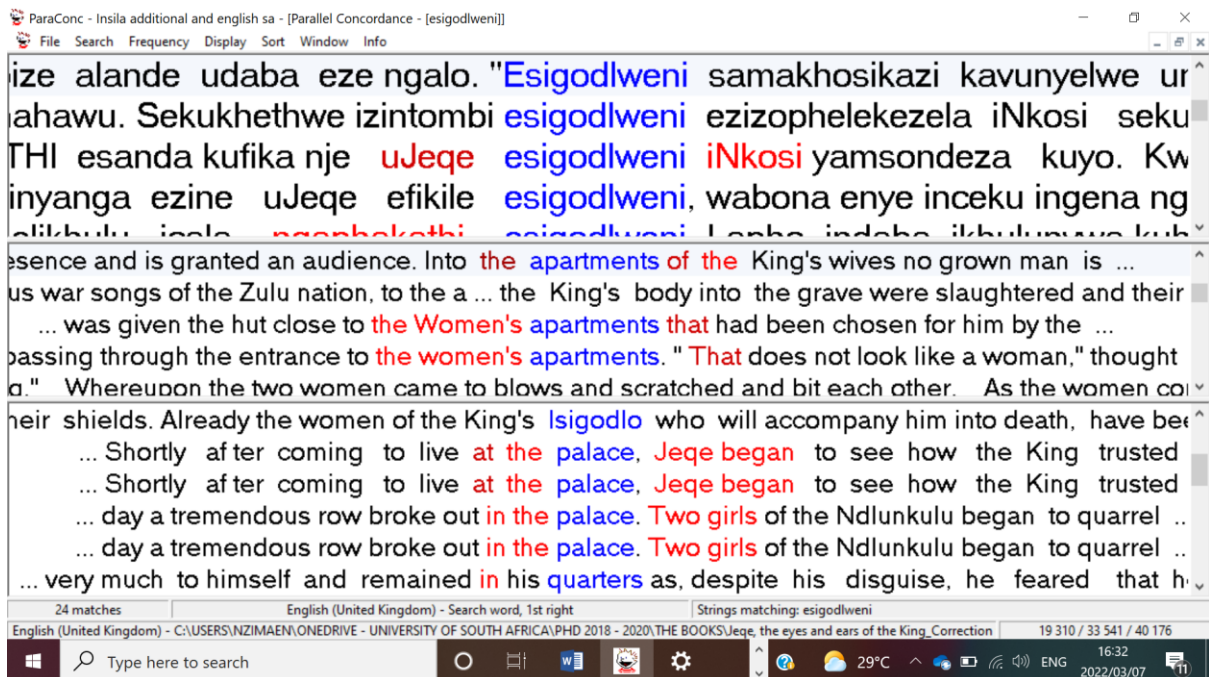 ParaConc - Insila additional and english sa - [Parallel Concordance - [esigodlweni]]
File Search Frequency Display Sort Window Info
ize alande udaba eze ngalo. "Esigodlweni samakhosikazi kavunyelwe
ahawu. Sekukhethwe izintombi esigodlweni ezizophelekezela iNkosi seku
THI esanda kufika nje uJeqe esigodlweni iNkosi yamsondeza kuyo. Kw
inyanga ezine uJeqe efikile esigodlweni, wabona enye inceku ingena ng
ngaphakathi esigodlweni
esence and is granted an audience. Into the apartments of the King's wives no grown man is ...
us war songs of the Zulu nation, to the a ... the King's body into the grave were slaughtered and their
... was given the hut close to the Women's apartments that had been chosen for him by the ...
passing through the entrance to the women's apartments. " That does not look like a woman," thought
g." Whereupon the two women came to blows and scratched and bit each other. As the women co
heir shields. Already the women of the King's Isigodlo who will accompany him into death, have bee
... Shortly af ter coming to live at the palace, Jeqe began to see how the King trusted
... Shortly af ter coming to live at the palace, Jeqe began to see how the King trusted
... day a tremendous row broke out in the palace. Two girls of the Ndlunkulu began to quarrel ..
... day a tremendous row broke out in the palace. Two girls of the Ndlunkulu began to quarrel ..
... very much to himself and remained in his quarters as, despite his disguise, he feared that h
24 matches English (United Kingdom) - Search word, 1st right Strings matching: esigodlweni
English (United Kingdom) - C:\USERS\NZIMAEN\ONEDRIVE - UNIVERSITY OF SOUTH AFRICA\PHD 2018 - 2020\THE BOOKS\Jeqe, the eyes and ears of the King_Correction 19 310 / 33 541 / 40 176
Type here to search 29°C ENG 16:32
2022/03/07 11